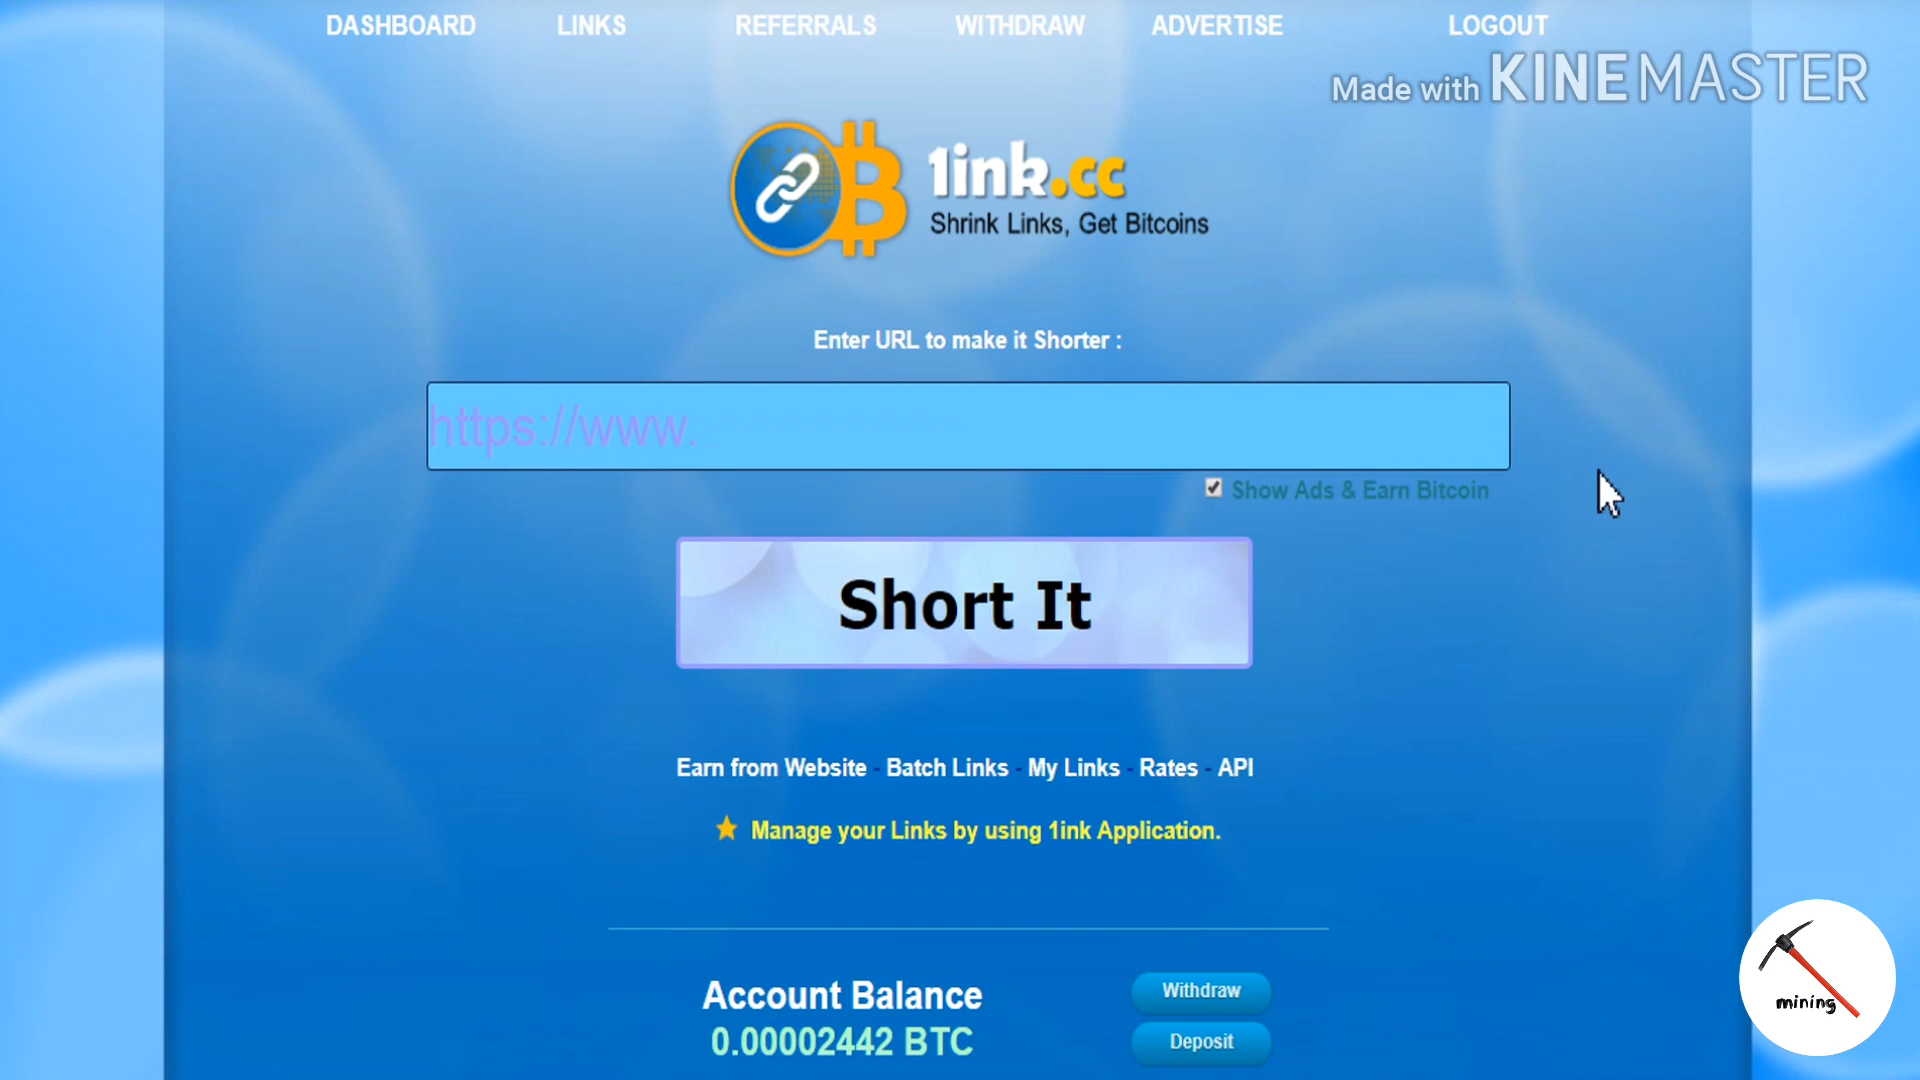 DASHBOARD LINKS REFERRALS WITHDRAW ADVERTISE LOGOUT
Made with KINEMASTER
1ink.cc
Shrink Links, Get Bitcoins
Enter URL to make it Shorter :
https://www.
Show Ads & Earn Bitcoin
Short It
Earn from Website - Batch Links - My Links - Rates - API
Manage your Links by using 1ink Application.
Account Balance
0.00002442 BTC
Withdraw
Deposit
mining